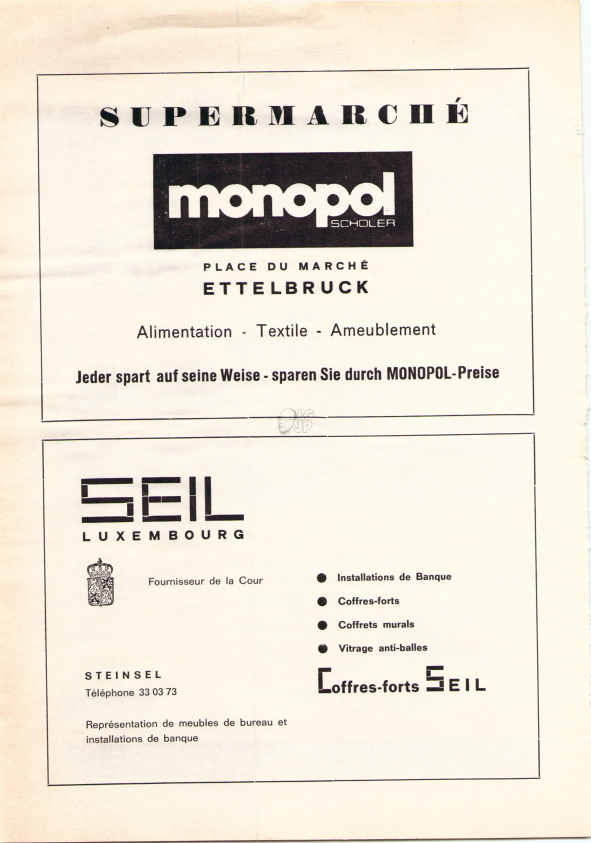 SUPERMARCHÉ
monopol
SCHOLER
PLACE DU MARCHÉ
ETTELBRUCK
Alimentation - Textile - Ameublement
Jeder spart auf seine Weise - sparen Sie durch MONOPOL-Preise
SEIL
LUXEMBOURG
Fournisseur de la Cour
● Installations de Banque
● Coffres-forts
● Coffrets murals
● Vitrage anti-balles
STEINSEL
Téléphone 33 03 73
Coffres-forts SEIL
Représentation de meubles de bureau et
installations de banque